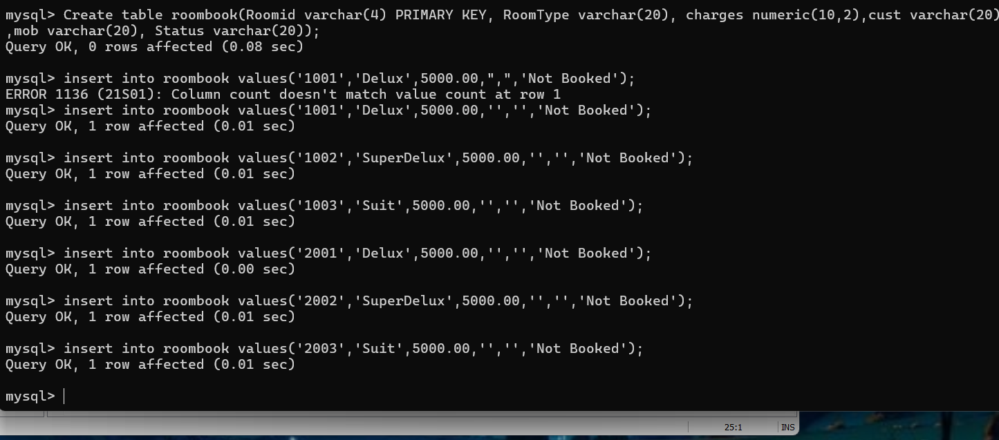 mysql> Create table roombook(Roomid varchar(4) PRIMARY KEY, RoomType varchar(20), charges numeric(10,2),cust varchar(20)
,mob varchar(20), Status varchar(20));
Query OK, 0 rows affected (0.08 sec)
mysql> insert into roombook values('1001','Delux',5000.00,",",'Not Booked');
ERROR 1136 (21S01): Column count doesn't match value count at row 1
mysql> insert into roombook values('1001','Delux',5000.00,'','','Not Booked');
Query OK, 1 row affected (0.01 sec)
mysql> insert into roombook values('1002','SuperDelux',5000.00,'','','Not Booked');
Query OK, 1 row affected (0.01 sec)
mysql> insert into roombook values('1003','Suit',5000.00,'','','Not Booked');
Query OK, 1 row affected (0.01 sec)
mysql> insert into roombook values('2001','Delux',5000.00,'','','Not Booked');
Query OK, 1 row affected (0.00 sec)
mysql> insert into roombook values('2002','SuperDelux',5000.00,'','','Not Booked');
Query OK, 1 row affected (0.01 sec)
mysql> insert into roombook values('2003','Suit',5000.00,'','','Not Booked');
Query OK, 1 row affected (0.01 sec)
mysql>
25:1 INS